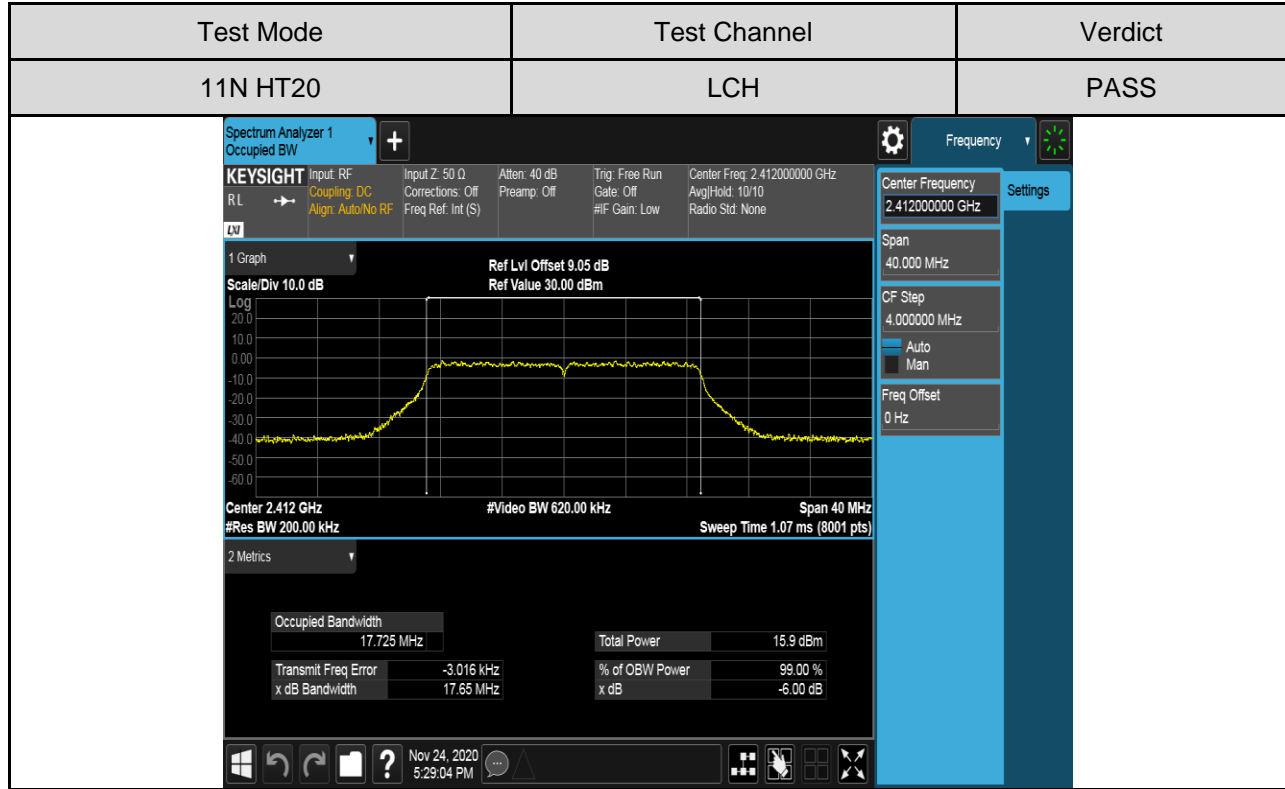 Test Mode Test Channel Verdict
11N HT20 LCH PASS
Spectrum Analyzer 1
Occupied BW
+
Frequency
KEYSIGHT Input: RF Input Z: 50 Ω Atten: 40 dB Trig: Free Run Center Freq: 2.412000000 GHz
Coupling: DC Corrections: Off Preamp: Off Gate: Off Avg|Hold: 10/10
RL Align: Auto/No RF Freq Ref: Int (S) #IF Gain: Low Radio Std: None
LXI
Center Frequency
2.412000000 GHz
Settings
Span
40.000 MHz
CF Step
4.000000 MHz
Auto
Man
Freq Offset
0 Hz
1 Graph
Ref Lvl Offset 9.05 dB
Scale/Div 10.0 dB Ref Value 30.00 dBm
Log
20.0
10.0
0.00
-10.0
-20.0
-30.0
-40.0
-50.0
-60.0
Center 2.412 GHz #Video BW 620.00 kHz Span 40 MHz
#Res BW 200.00 kHz Sweep Time 1.07 ms (8001 pts)
2 Metrics
Occupied Bandwidth
17.725 MHz Total Power 15.9 dBm
Transmit Freq Error -3.016 kHz % of OBW Power 99.00 %
x dB Bandwidth 17.65 MHz x dB -6.00 dB
? Nov 24, 2020
5:29:04 PM